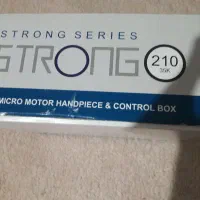 STRONG SERIES
STRONG
210
35K
MICRO MOTOR HANDPIECE & CONTROL BOX